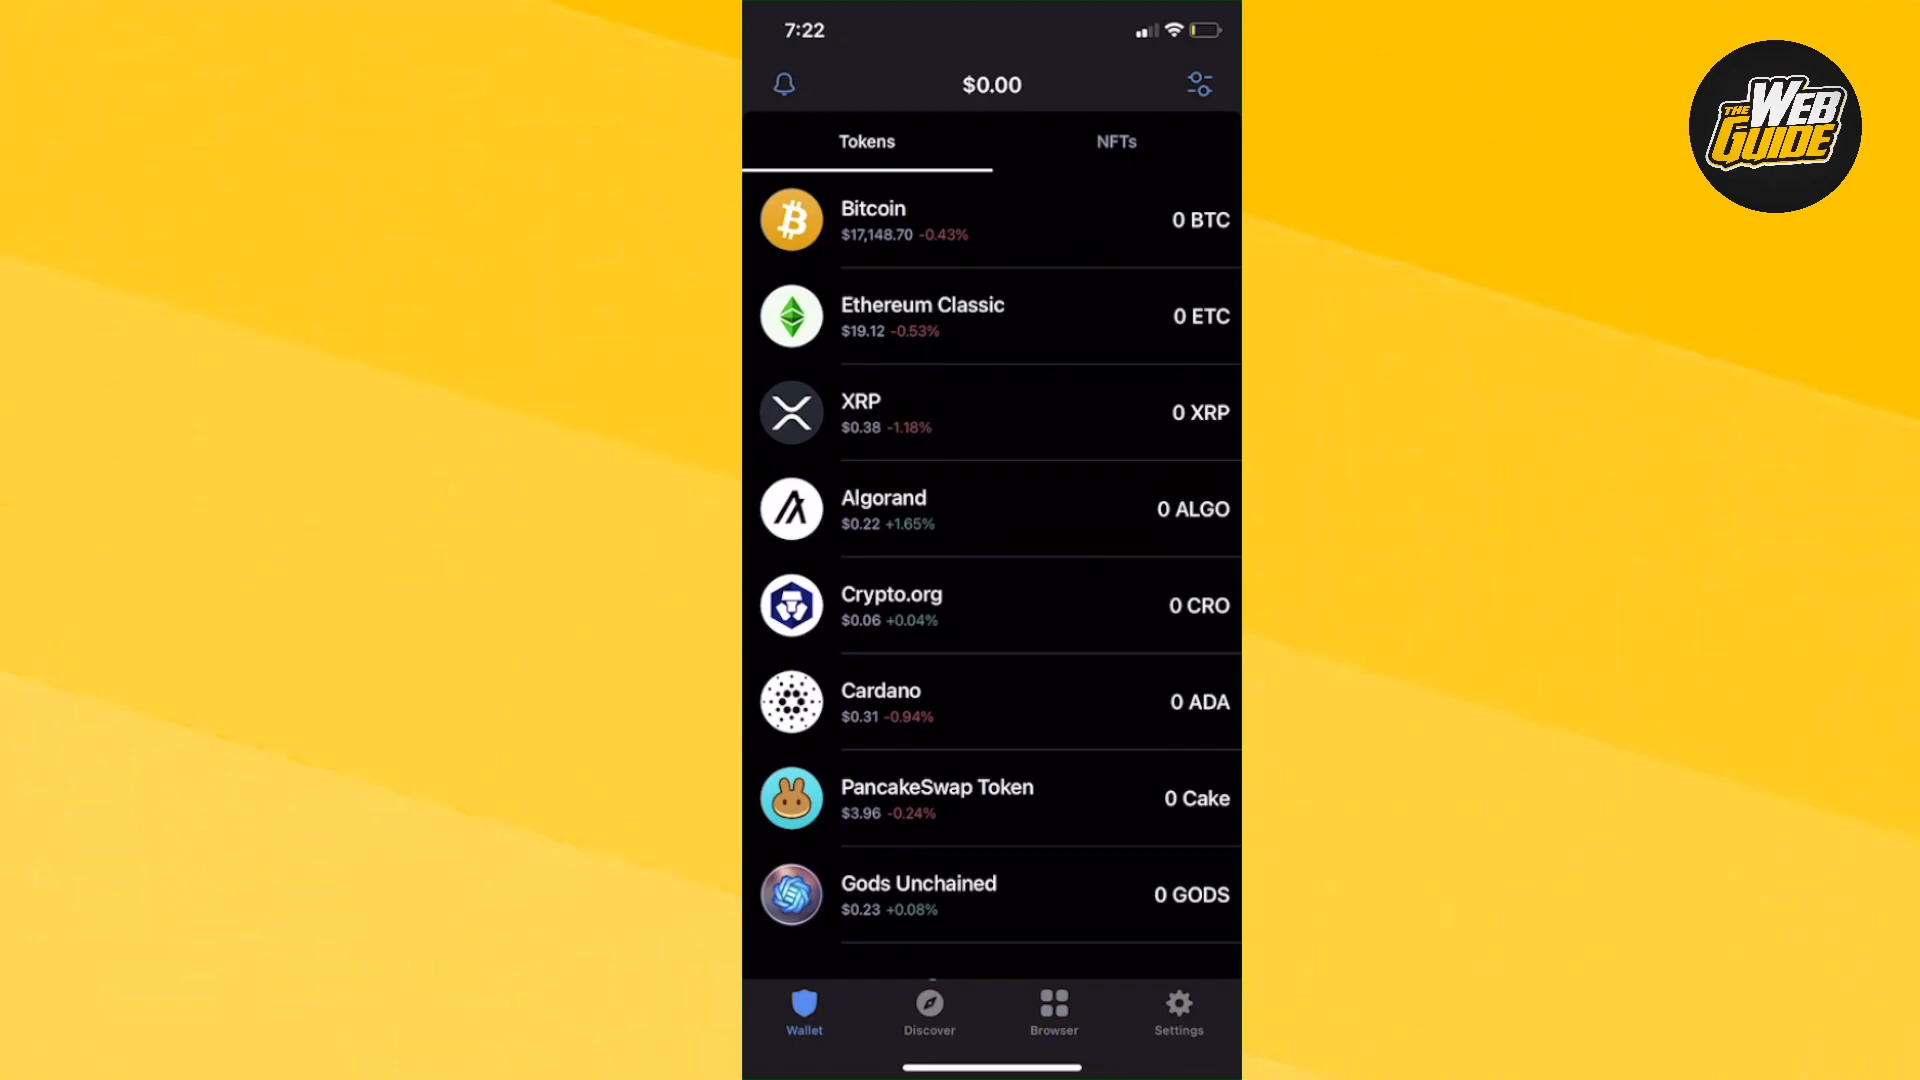 7:22
$0.00
THE WEB
GUIDE
Tokens
NFTs
Bitcoin
0 BTC
$17,148.70 -0.43%
Ethereum Classic
0 ETC
$19.12 -0.53%
XRP
0 XRP
$0.38 -1.18%
Algorand
0 ALGO
$0.22 +1.65%
Crypto.org
0 CRO
$0.06 +0.04%
Cardano
0 ADA
$0.31 -0.94%
PancakeSwap Token
0 Cake
$3.96 -0.24%
Gods Unchained
0 GODS
$0.23 +0.08%
Wallet
Discover
Browser
Settings